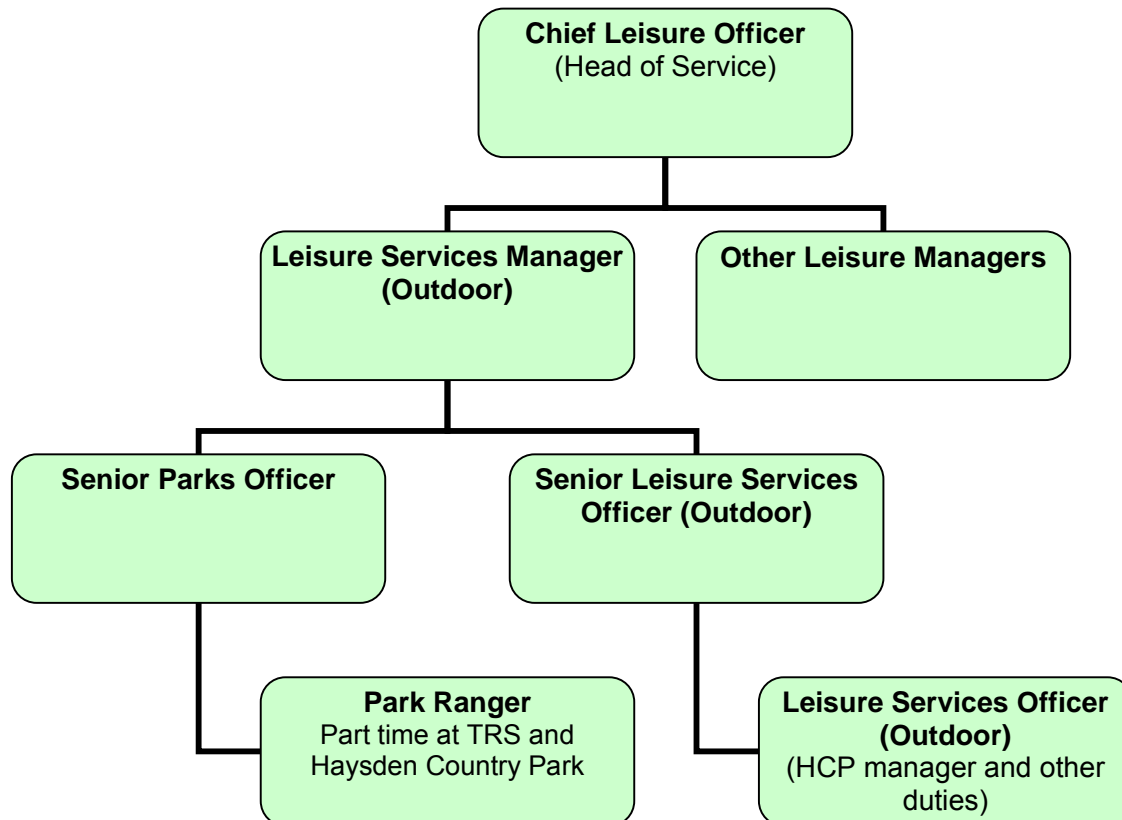 Chief Leisure Officer
(Head of Service)
Leisure Services Manager
(Outdoor)
Other Leisure Managers
Senior Parks Officer
Senior Leisure Services
Officer (Outdoor)
Park Ranger
Part time at TRS and
Haysden Country Park
Leisure Services Officer
(Outdoor)
(HCP manager and other
duties)